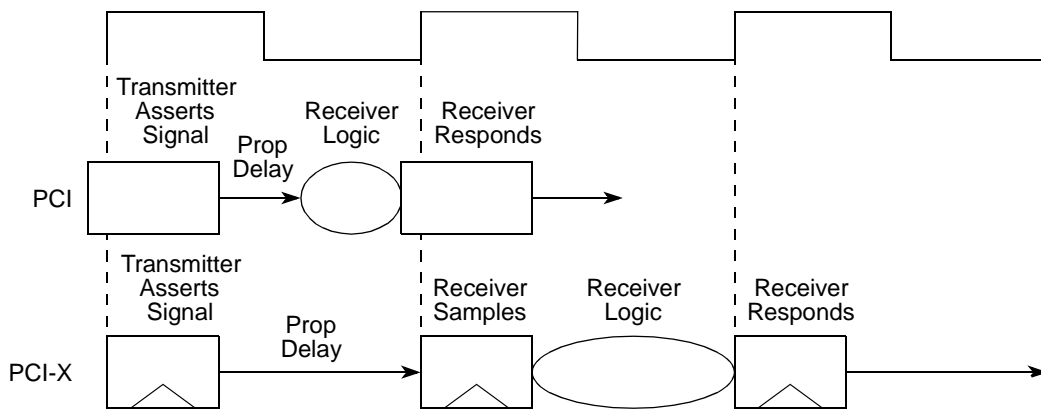 Transmitter
Asserts
Signal
Prop
Delay
Receiver
Logic
Receiver
Responds
PCI
Transmitter
Asserts
Signal
Prop
Delay
Receiver
Samples
Receiver
Logic
Receiver
Responds
PCI-X